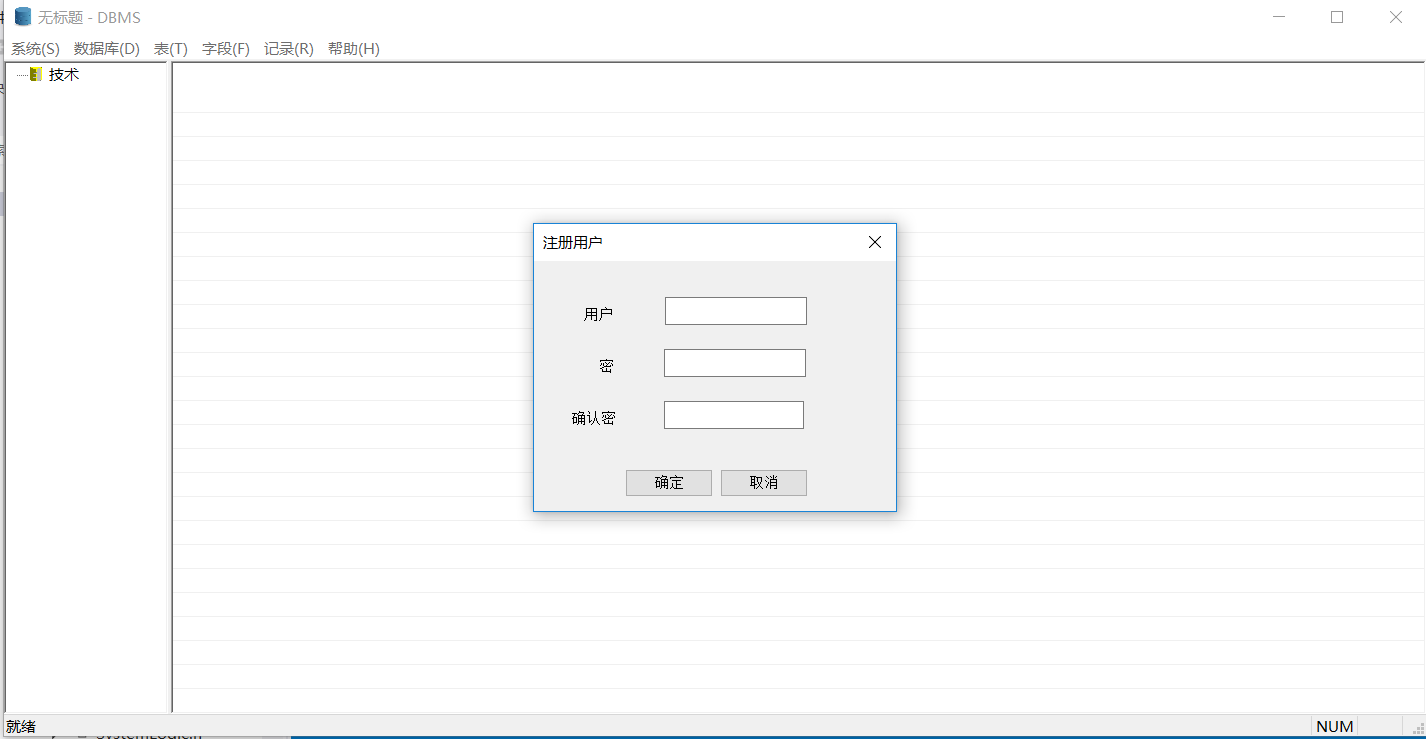 无标题 - DBMS
系统(S) 数据库(D) 表(T) 字段(F) 记录(R) 帮助(H)
技术
注册用户
用户
密
确认密
确定 取消
就绪 NUM